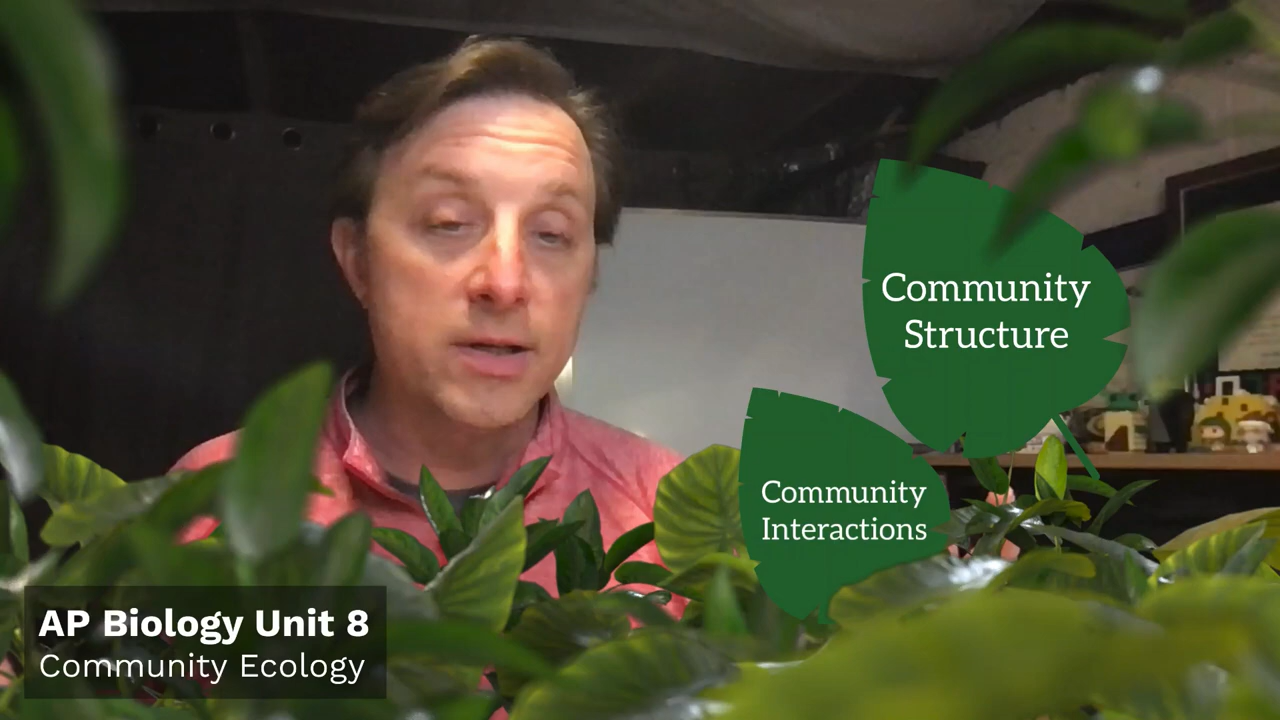 Community
Structure
Community
Interactions
AP Biology Unit 8
Community Ecology